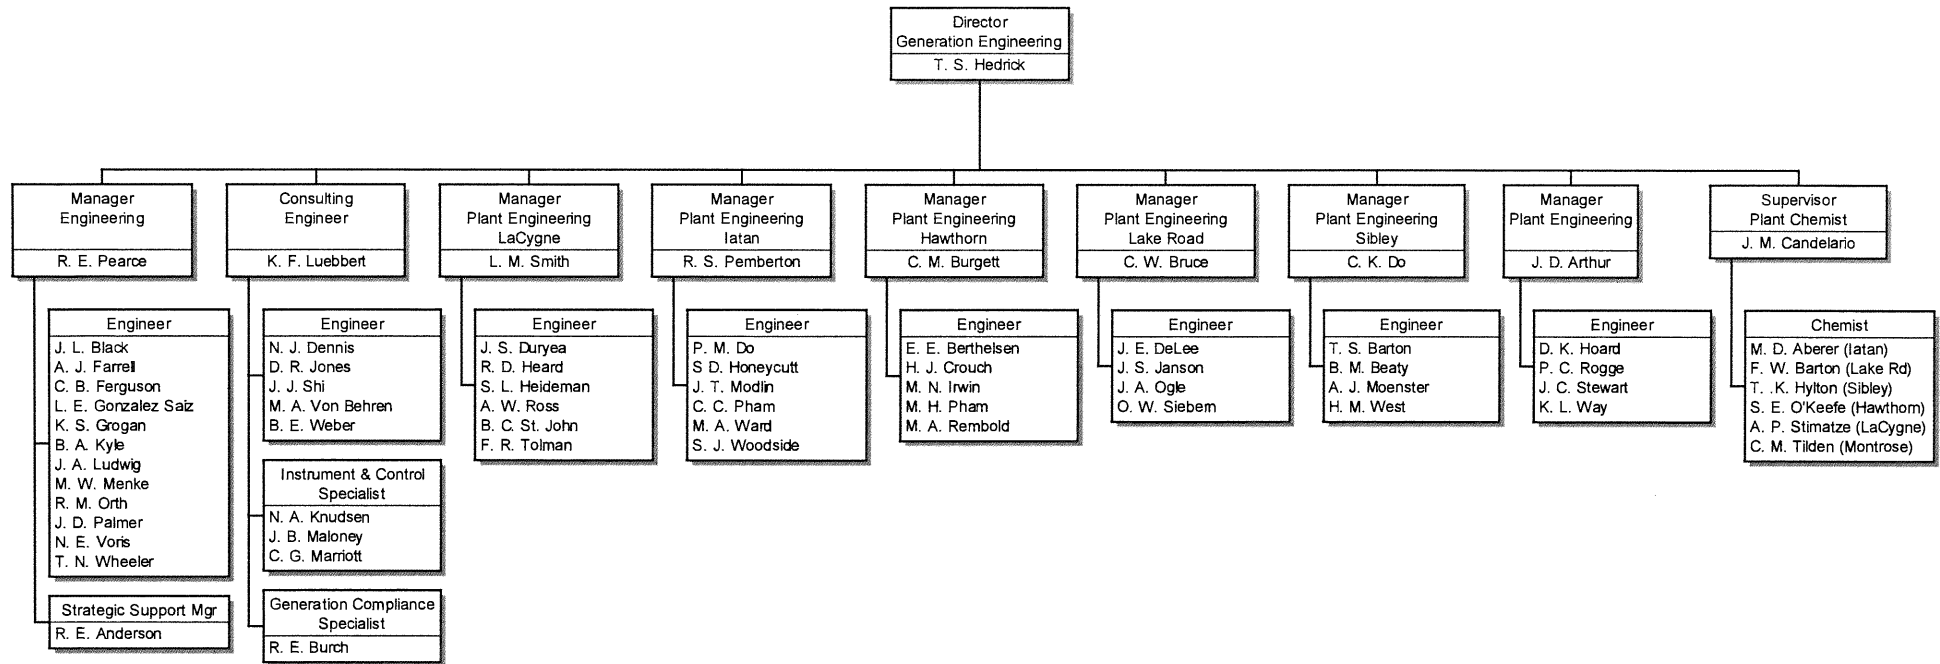 Director
Generation Engineering
T. S. Hedrick
Manager
Engineering
R. E. Pearce
Engineer
J. L. Black
A. J. Farrell
C. B. Ferguson
L. E. Gonzalez Saiz
K. S. Grogan
B. A. Kyle
J. A. Ludwig
M. W. Menke
R. M. Orth
J. D. Palmer
N. E. Voris
T. N. Wheeler
Strategic Support Mgr
R. E. Anderson
Consulting
Engineer
K. F. Luebbert
Engineer
N. J. Dennis
D. R. Jones
J. J. Shi
M. A. Von Behren
B. E. Weber
Instrument & Control
Specialist
N. A. Knudsen
J. B. Maloney
C. G. Marriott
Generation Compliance
Specialist
R. E. Burch
Manager
Plant Engineering
LaCygne
L. M. Smith
Engineer
J. S. Duryea
R. D. Heard
S. L. Heideman
A. W. Ross
B. C. St. John
F. R. Tolman
Manager
Plant Engineering
Iatan
R. S. Pemberton
Engineer
P. M. Do
S D. Honeycutt
J. T. Modlin
C. C. Pham
M. A. Ward
S. J. Woodside
Manager
Plant Engineering
Hawthorn
C. M. Burgett
Engineer
E. E. Berthelsen
H. J. Crouch
M. N. Irwin
M. H. Pham
M. A. Rembold
Manager
Plant Engineering
Lake Road
C. W. Bruce
Engineer
J. E. DeLee
J. S. Janson
J. A. Ogle
O. W. Siebern
Manager
Plant Engineering
Sibley
C. K. Do
Engineer
T. S. Barton
B. M. Beaty
A. J. Moenster
H. M. West
Manager
Plant Engineering
J. D. Arthur
Engineer
D. K. Hoard
P. C. Rogge
J. C. Stewart
K. L. Way
Supervisor
Plant Chemist
J. M. Candelario
Chemist
M. D. Aberer (Iatan)
F. W. Barton (Lake Rd)
T. .K. Hylton (Sibley)
S. E. O'Keefe (Hawthorn)
A. P. Stimatze (LaCygne)
C. M. Tilden (Montrose)